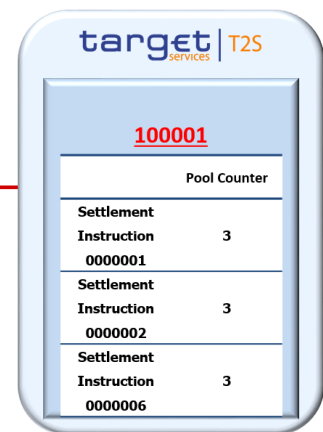 target | T2S
services
100001
Pool Counter
Settlement
Instruction 3
0000001
Settlement
Instruction 3
0000002
Settlement
Instruction 3
0000006